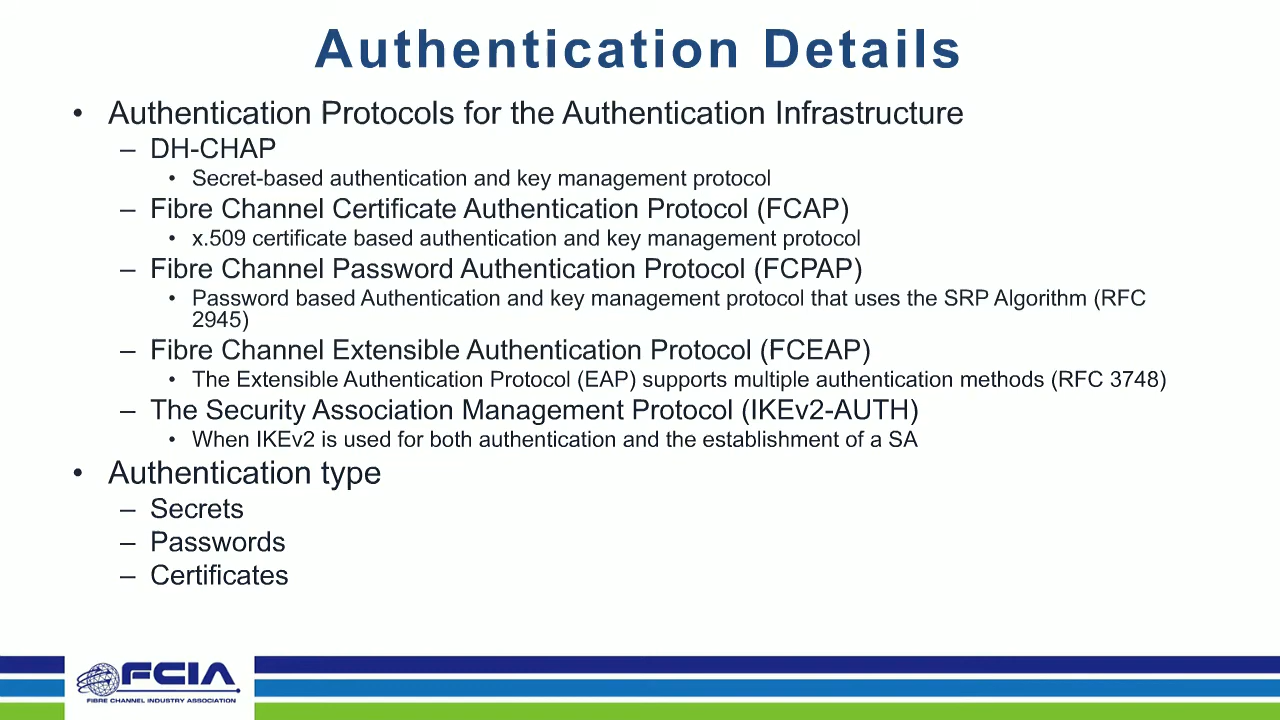 Authentication Details
• Authentication Protocols for the Authentication Infrastructure
– DH-CHAP
• Secret-based authentication and key management protocol
– Fibre Channel Certificate Authentication Protocol (FCAP)
• x.509 certificate based authentication and key management protocol
– Fibre Channel Password Authentication Protocol (FCPAP)
• Password based Authentication and key management protocol that uses the SRP Algorithm (RFC
2945)
– Fibre Channel Extensible Authentication Protocol (FCEAP)
• The Extensible Authentication Protocol (EAP) supports multiple authentication methods (RFC 3748)
– The Security Association Management Protocol (IKEv2-AUTH)
• When IKEv2 is used for both authentication and the establishment of a SA
• Authentication type
– Secrets
– Passwords
– Certificates
FCIA
FIBRE CHANNEL INDUSTRY ASSOCIATION